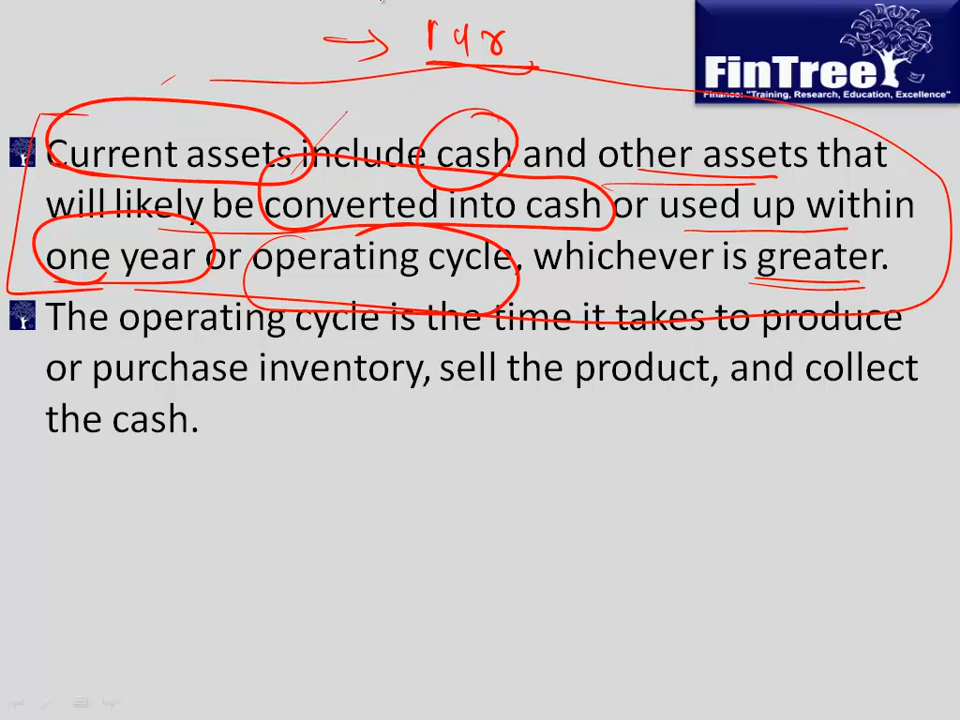 → 1 yr
FinTree
Finance: "Training, Research, Education, Excellence"
Current assets include cash and other assets that
will likely be converted into cash or used up within
one year or operating cycle, whichever is greater.
The operating cycle is the time it takes to produce
or purchase inventory, sell the product, and collect
the cash.